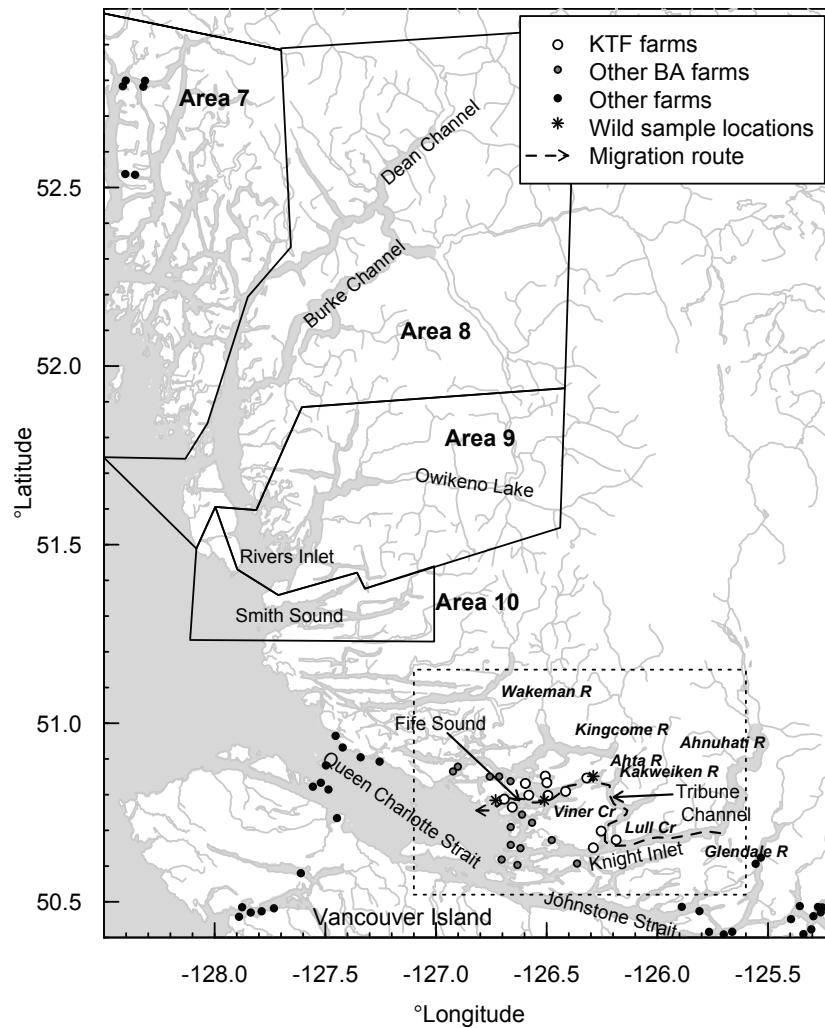 KTF farms
Other BA farms
Other farms
Wild sample locations
Migration route
Area 7
Dean Channel
Burke Channel
Area 8
Area 9
Owikeno Lake
Rivers Inlet
Smith Sound
Area 10
Wakeman R
Fife Sound
Kingcome R
Ahnuhati R
Ahta R
Kakweiken R
Tribune
Channel
Viner Cr
Lull Cr
Knight Inlet
Glendale R
Queen Charlotte Strait
Johnstone Strait
Vancouver Island
°Latitude
52.5
52.0
51.5
51.0
50.5
-128.0
-127.5
-127.0
-126.5
-126.0
-125.5
°Longitude